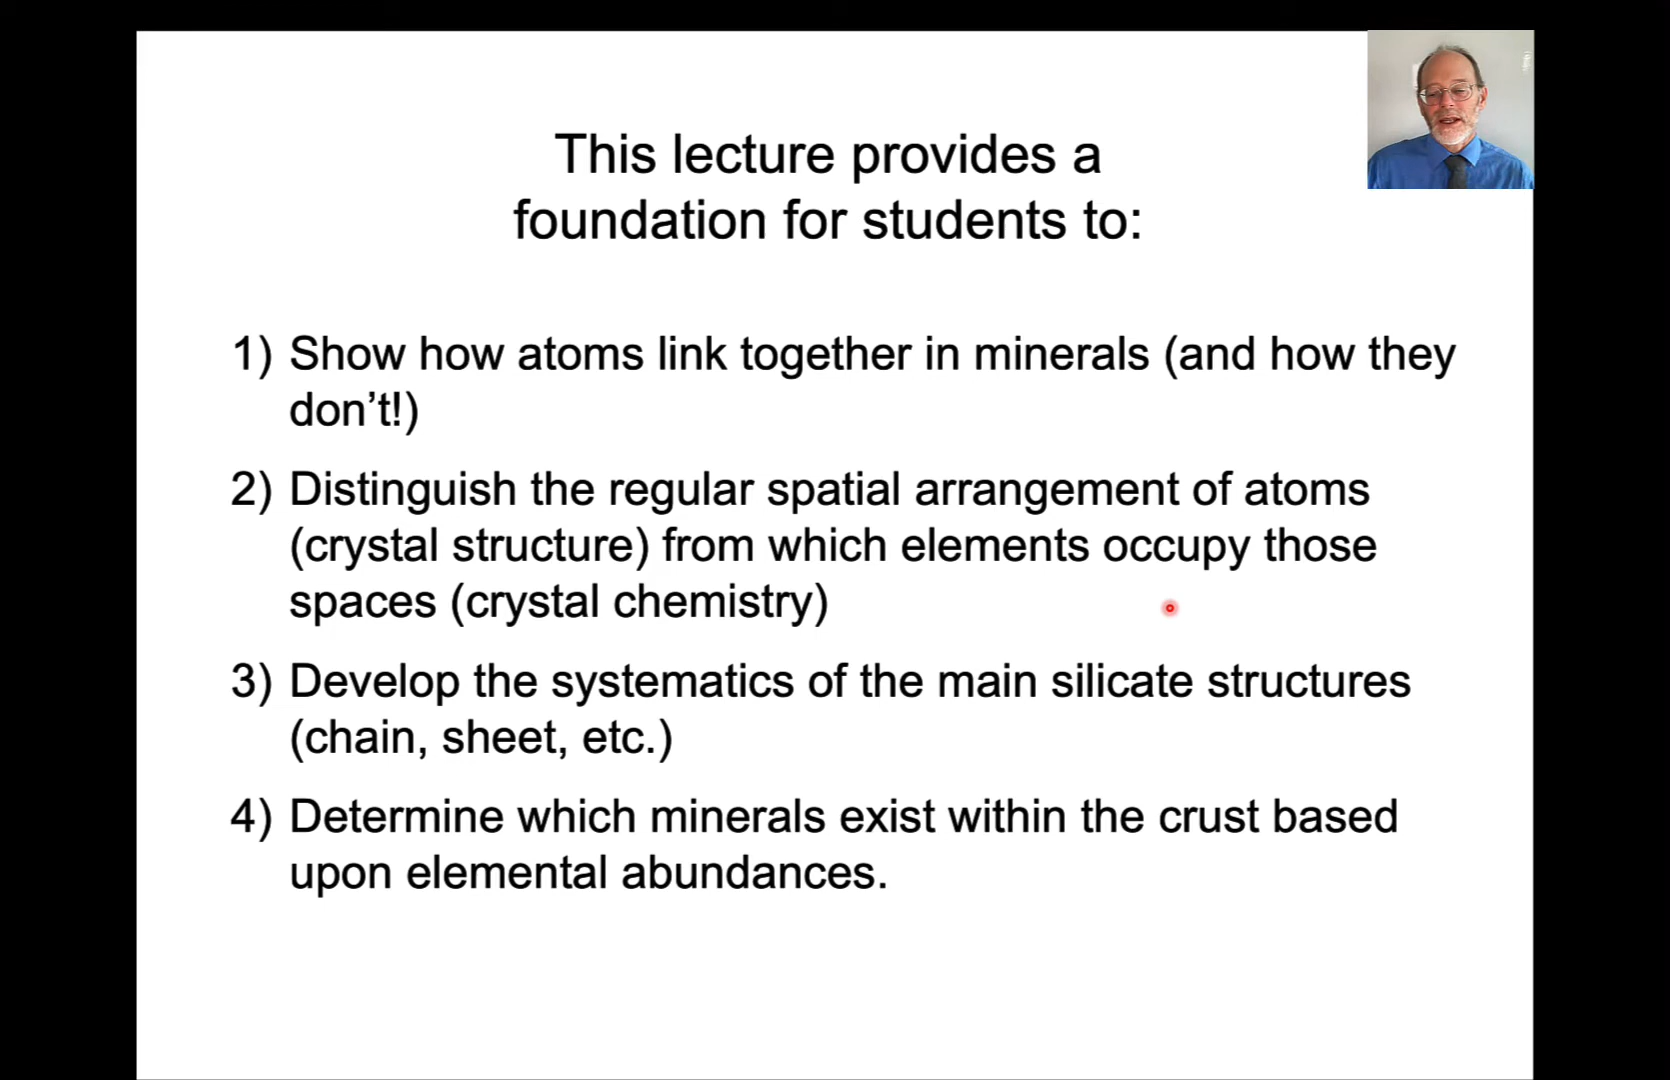 This lecture provides a
foundation for students to:
1) Show how atoms link together in minerals (and how they
don’t!)
2) Distinguish the regular spatial arrangement of atoms
(crystal structure) from which elements occupy those
spaces (crystal chemistry)
3) Develop the systematics of the main silicate structures
(chain, sheet, etc.)
4) Determine which minerals exist within the crust based
upon elemental abundances.